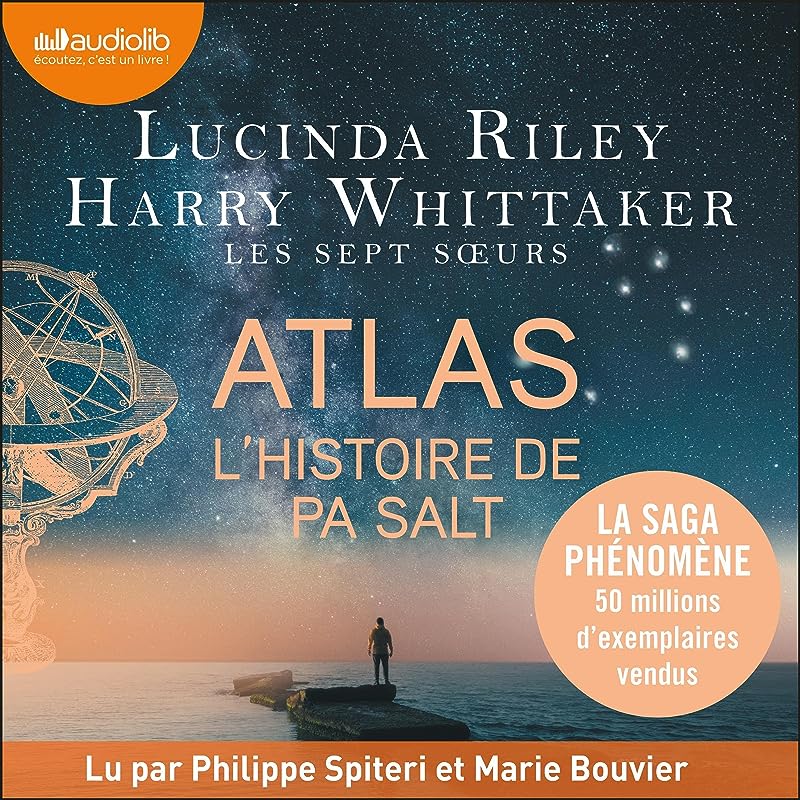 audiolib
écoutez, c'est un livre !
LUCINDA RILEY
HARRY WHITTAKER
LES SEPT SŒURS
ATLAS
L'HISTOIRE DE
PA SALT
LA SAGA
PHÉNOMÈNE
50 millions
d'exemplaires
vendus
Lu par Philippe Spiteri et Marie Bouvier